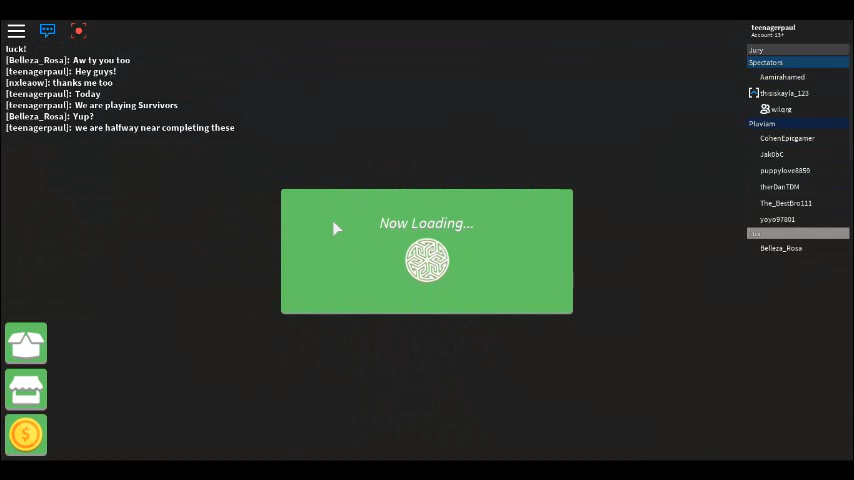 luck!
[Belleza_Rosa]: Aw ty you too
[teenagerpaul]: Hey guys!
[nxleaow]: thanks me too
[teenagerpaul]: Today
[teenagerpaul]: We are playing Survivors
[Belleza_Rosa]: Yup?
[teenagerpaul]: we are halfway near completing these
Now Loading...
teenagerpaul
Account 13+
Jury
Spectators
Aamirahamed
thisiskayla_123
wilqrg
Pluviam
CohenEpicgamer
Jak0bC
puppylove8859
therDanTDM
The_BestBro111
yoyo97801
Belleza_Rosa